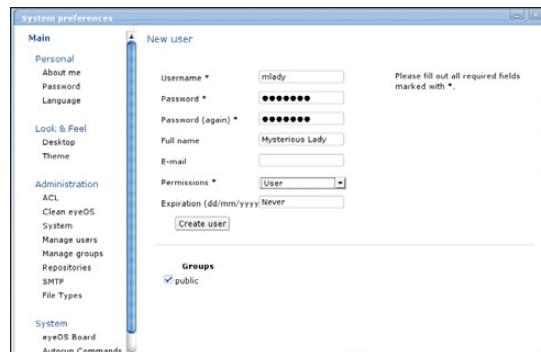 System preferences
Main
Personal
About me
Password
Language
Look & Feel
Desktop
Theme
Administration
ACL
Clean eyeOS
System
Manage users
Manage groups
Repositories
SMTP
File Types
System
eyeOS Board
Autorun Commands
New user
Username * mlady
Password * ●●●●●●●
Password (again) * ●●●●●●●
Full name Mysterious Lady
E-mail
Permissions * User
Expiration (dd/mm/yyyy Never
Create user
Please fill out all required fields
marked with *.
Groups
public